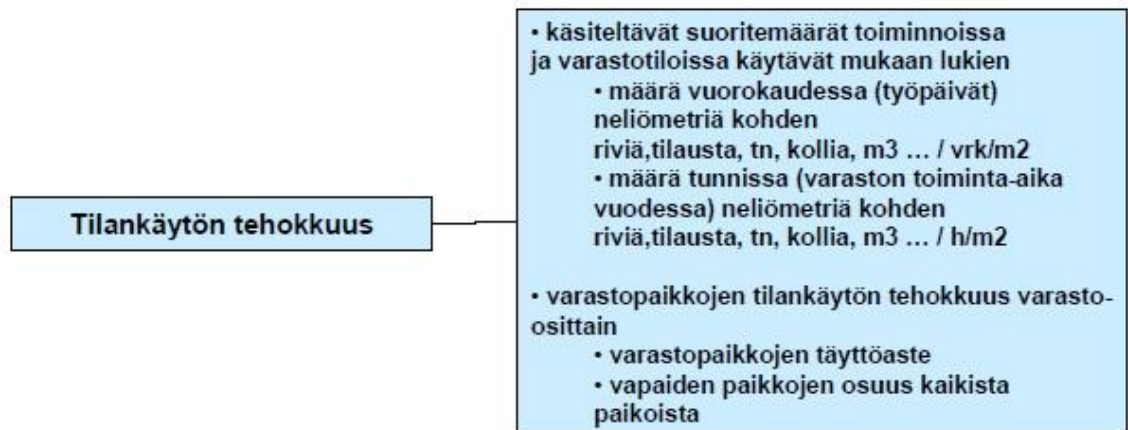 Tilankäytön tehokkuus
• käsiteltävät suoritemäärät toiminnoissa
ja varastotiloissa käytävät mukaan lukien
• määrä vuorokaudessa (työpäivät)
neliömetriä kohden
riviä,tilausta, tn, kollia, m3 ... / vrk/m2
• määrä tunnissa (varaston toiminta-aika
vuodessa) neliömetriä kohden
riviä,tilausta, tn, kollia, m3 ... / h/m2
• varastopaikkojen tilankäytön tehokkuus varasto-
osittain
• varastopaikkojen täyttöaste
• vapaiden paikkojen osuus kaikista
paikoista